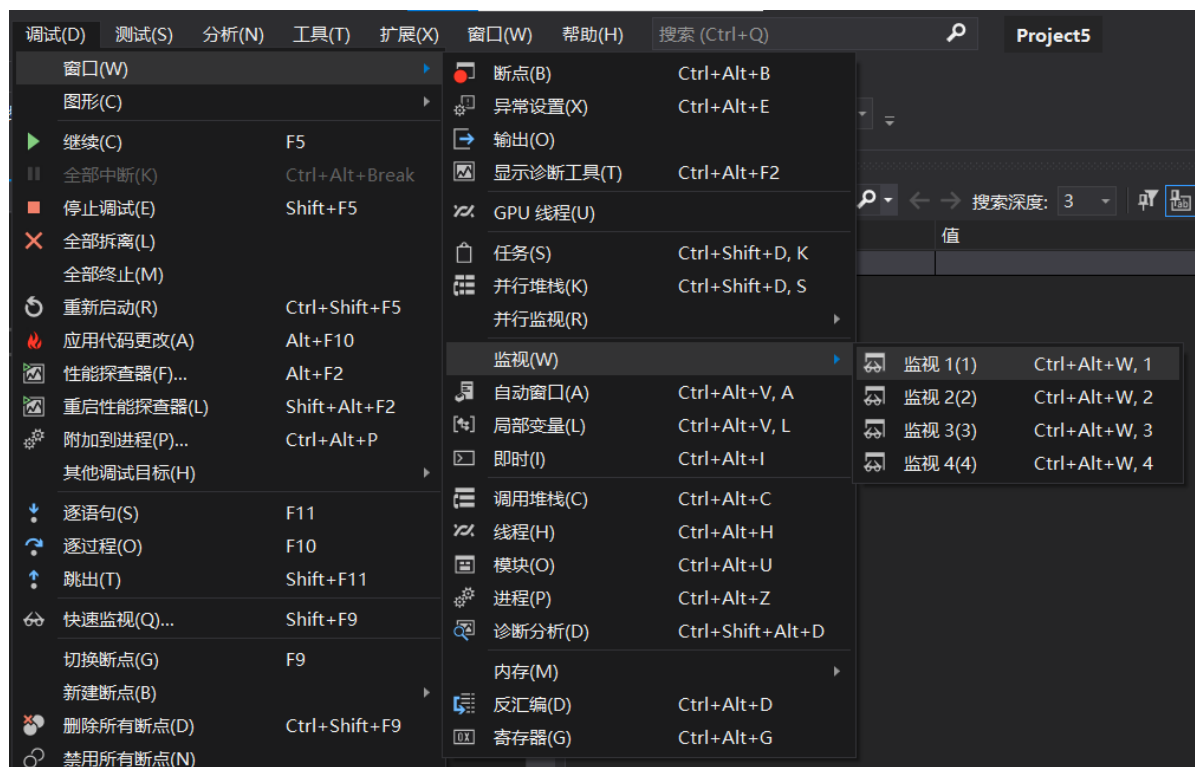 调试(D) 测试(S) 分析(N) 工具(T) 扩展(X) 窗口(W) 帮助(H) 搜索 (Ctrl+Q) Project5
窗口(W)
图形(C)
继续(C) F5
全部中断(K) Ctrl+Alt+Break
停止调试(E) Shift+F5
全部拆离(L)
全部终止(M)
重新启动(R) Ctrl+Shift+F5
应用代码更改(A) Alt+F10
性能探查器(F)... Alt+F2
重启性能探查器(L) Shift+Alt+F2
附加到进程(P)... Ctrl+Alt+P
其他调试目标(H)
逐语句(S) F11
逐过程(O) F10
跳出(T) Shift+F11
快速监视(Q)... Shift+F9
切换断点(G) F9
新建断点(B)
删除所有断点(D) Ctrl+Shift+F9
禁用所有断点(N)
断点(B) Ctrl+Alt+B
异常设置(X) Ctrl+Alt+E
输出(O)
显示诊断工具(T) Ctrl+Alt+F2
GPU 线程(U)
任务(S) Ctrl+Shift+D, K
并行堆栈(K) Ctrl+Shift+D, S
并行监视(R)
监视(W)
自动窗口(A) Ctrl+Alt+V, A
局部变量(L) Ctrl+Alt+V, L
即时(I) Ctrl+Alt+I
调用堆栈(C) Ctrl+Alt+C
线程(H) Ctrl+Alt+H
模块(O) Ctrl+Alt+U
进程(P) Ctrl+Alt+Z
诊断分析(D) Ctrl+Shift+Alt+D
内存(M)
反汇编(D) Ctrl+Alt+D
寄存器(G) Ctrl+Alt+G
搜索深度: 3
值
监视 1(1) Ctrl+Alt+W, 1
监视 2(2) Ctrl+Alt+W, 2
监视 3(3) Ctrl+Alt+W, 3
监视 4(4) Ctrl+Alt+W, 4